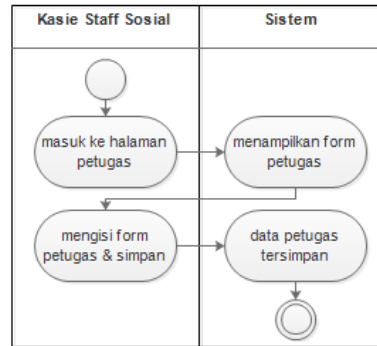 Kasie Staff Sosial
Sistem
masuk ke halaman
petugas
menampilkan form
petugas
mengisi form
petugas & simpan
data petugas
tersimpan